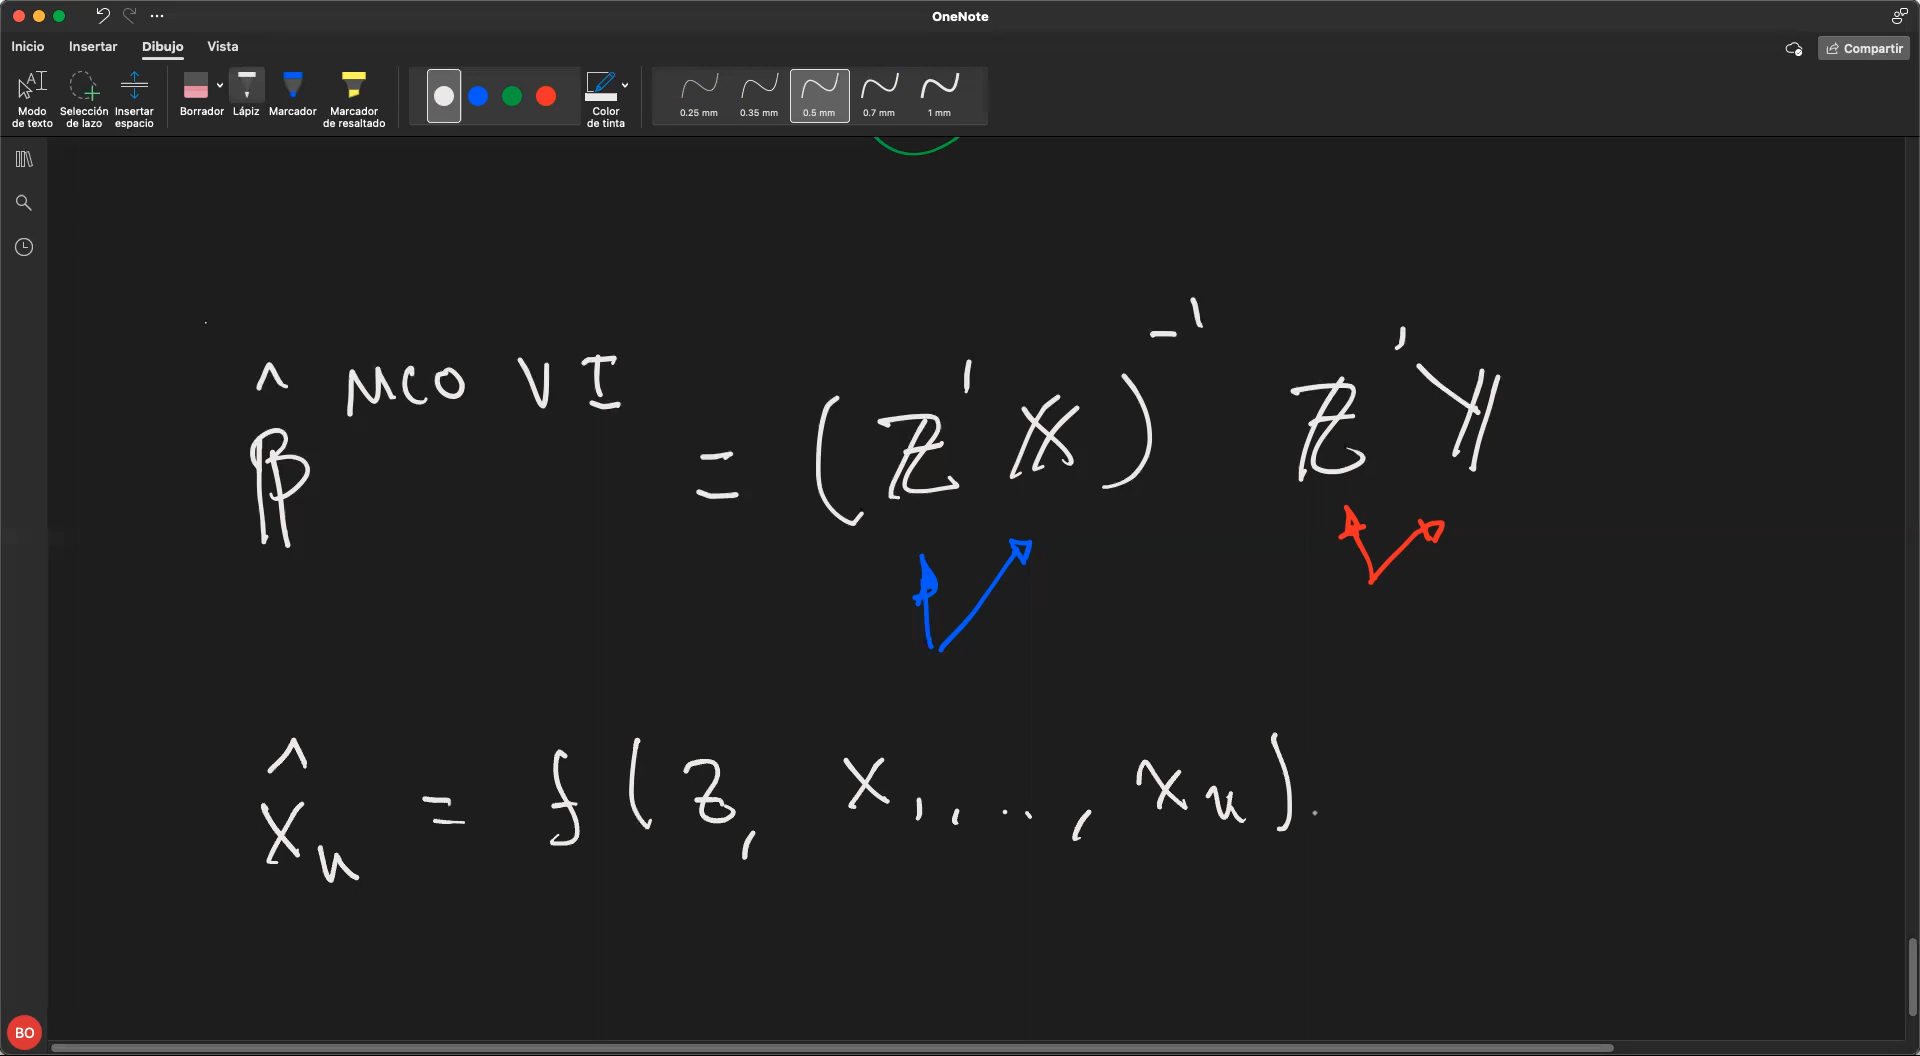 OneNote
Inicio Insertar Dibujo Vista
Compartir
Modo de texto
Selección de lazo
Insertar espacio
Borrador
Lápiz
Marcador
Marcador de resaltado
Color de tinta
0.25 mm
0.35 mm
0.5 mm
0.7 mm
1 mm
β̂ MCO VI = (Z'X)⁻¹ Z'Y
x̂ₖ = f(z, x₁, ..., xₖ).
BO